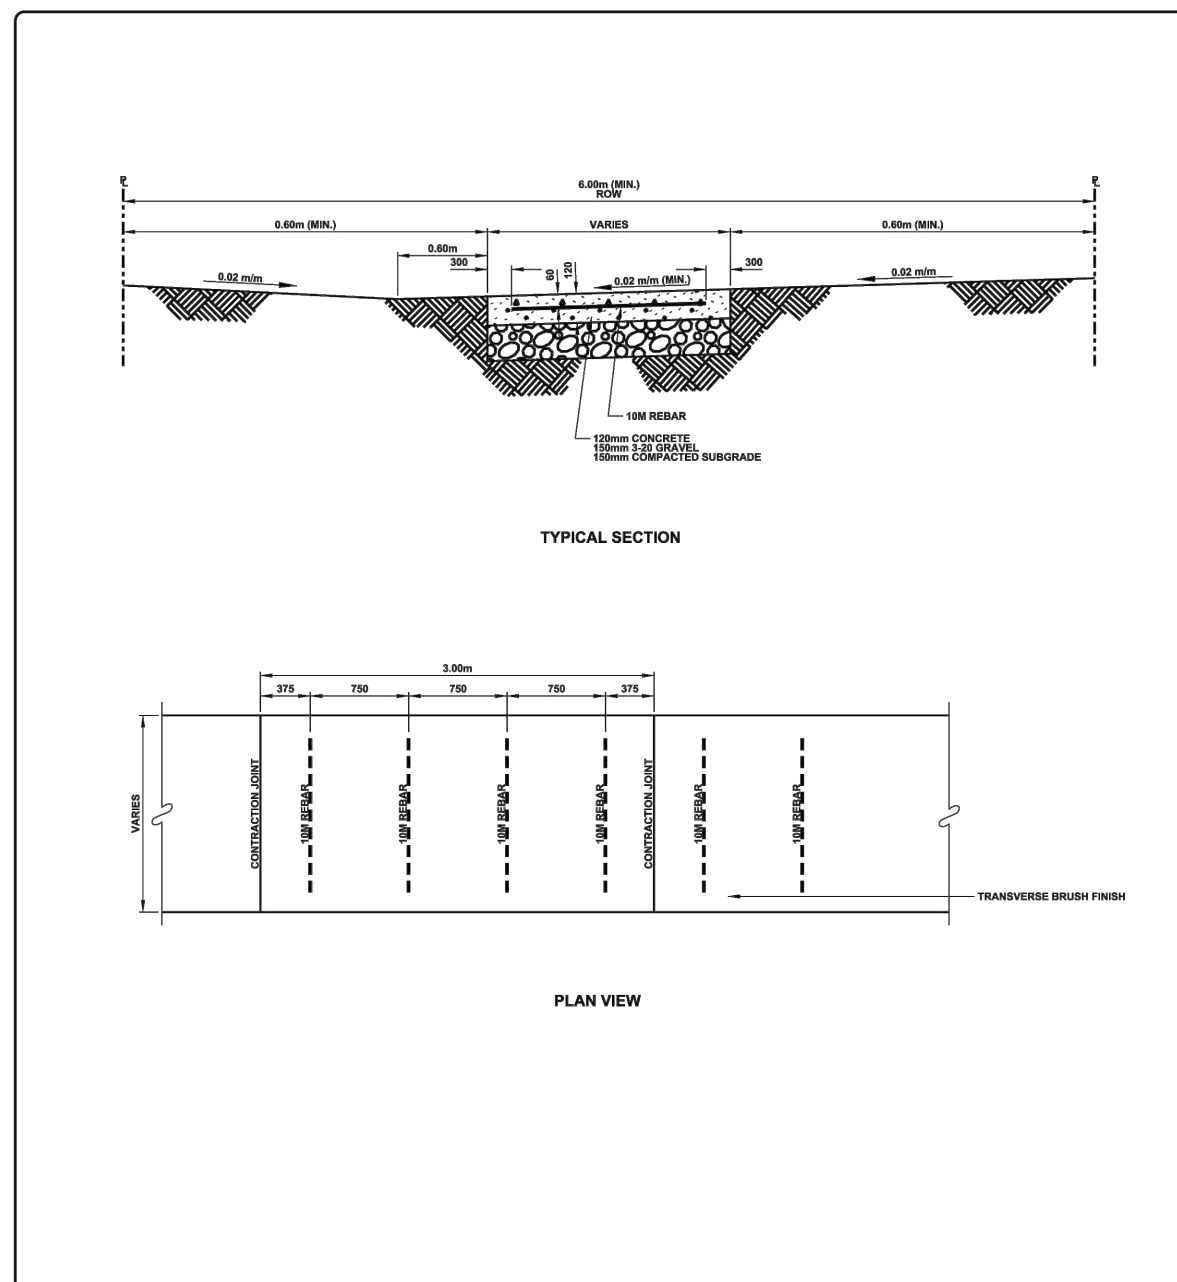 PL
PL
6.00m (MIN.)
ROW
0.60m (MIN.)
VARIES
0.60m (MIN.)
0.60m
300
60
120
300
0.02 m/m
0.02 m/m (MIN.)
0.02 m/m
10M REBAR
120mm CONCRETE
150mm 3-20 GRAVEL
150mm COMPACTED SUBGRADE
TYPICAL SECTION
3.00m
375
750
750
750
375
VARIES
CONTRACTION JOINT
10M REBAR
10M REBAR
10M REBAR
10M REBAR
CONTRACTION JOINT
10M REBAR
10M REBAR
TRANSVERSE BRUSH FINISH
PLAN VIEW